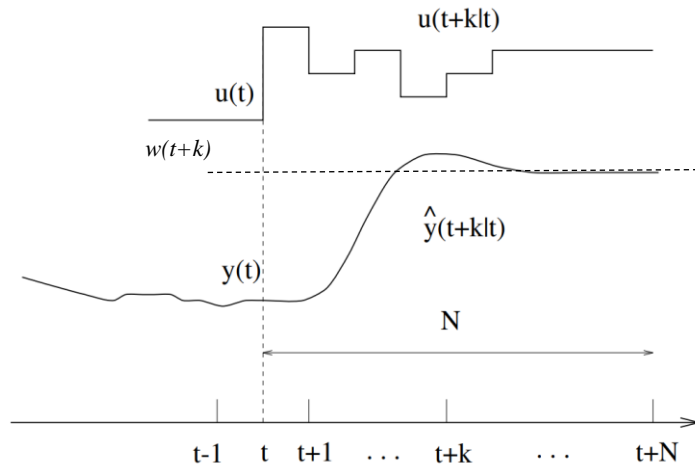 u(t+k|t)
u(t)
w(t+k)
ŷ(t+k|t)
y(t)
N
t-1 t t+1 ... t+k ... t+N